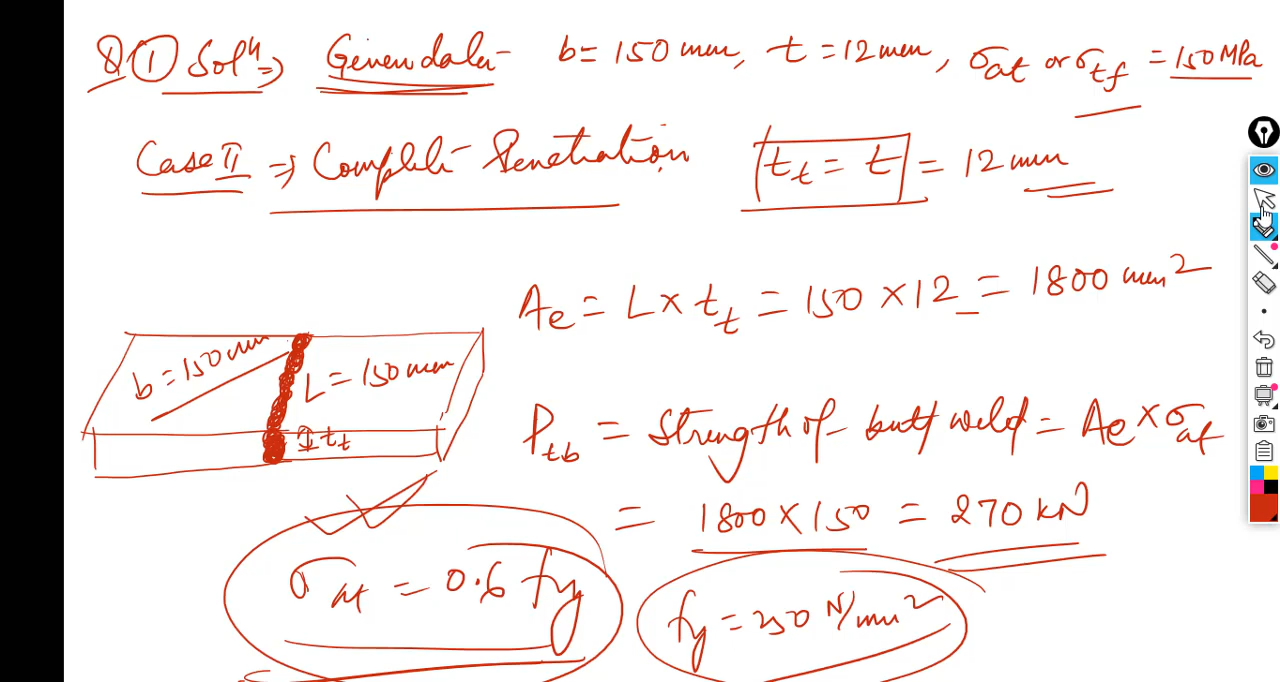 Q ① Solⁿ ⇒ Given data - b = 150 mm, t = 12 mm, σat or σtf = 150 MPa
Case II ⇒ Complete Penetration tt = t = 12 mm
Ae = L × tt = 150 × 12 = 1800 mm²
b = 150 mm
L = 150 mm
tt
Ptb = Strength of butt weld = Ae × σat
= 1800 × 150 = 270 kN
σat = 0.6 fy
fy = 250 N/mm²